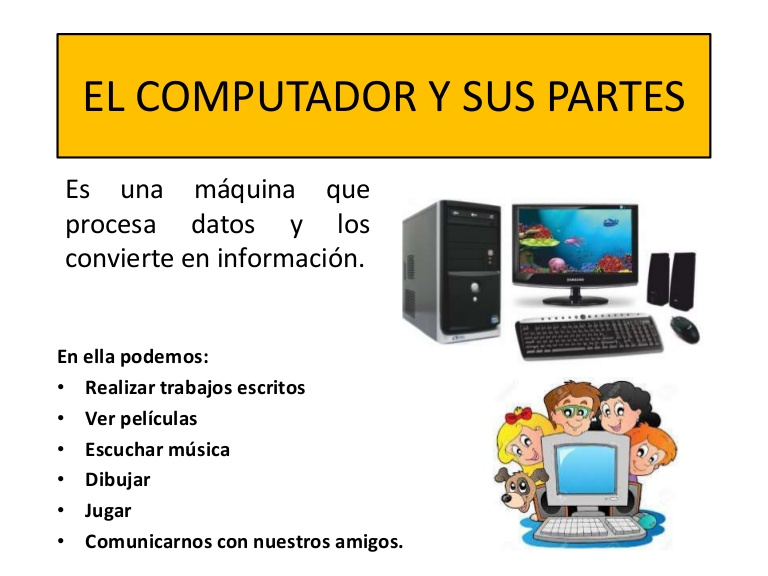 EL COMPUTADOR Y SUS PARTES
Es una máquina que
procesa datos y los
convierte en información.
SAMSUNG
En ella podemos:
• Realizar trabajos escritos
• Ver películas
• Escuchar música
• Dibujar
• Jugar
• Comunicarnos con nuestros amigos.